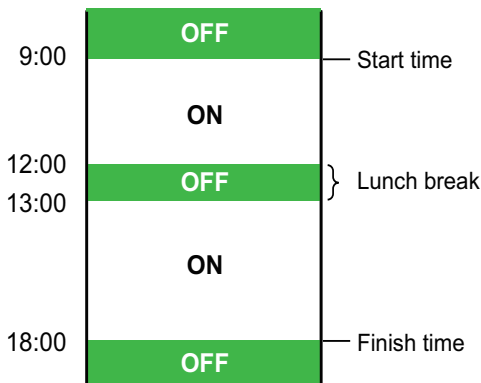 OFF
9:00
Start time
ON
12:00
OFF
Lunch break
13:00
ON
18:00
Finish time
OFF